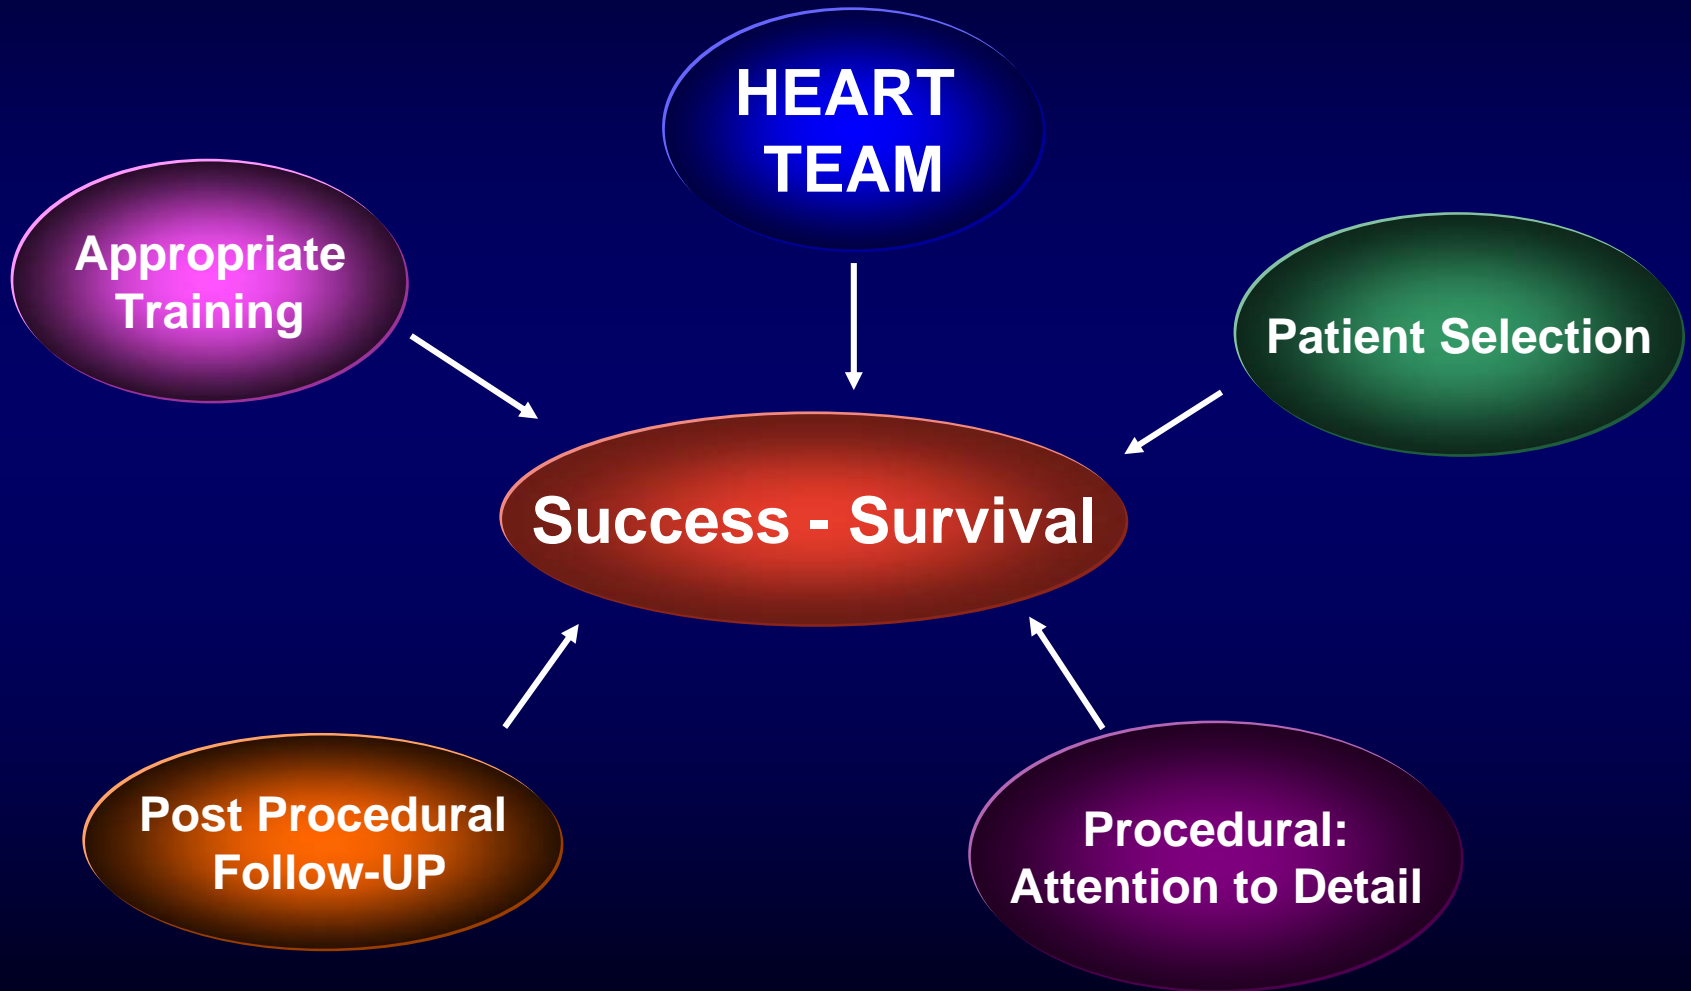 HEART
TEAM
Appropriate
Training
Patient Selection
Success - Survival
Post Procedural
Follow-UP
Procedural:
Attention to Detail